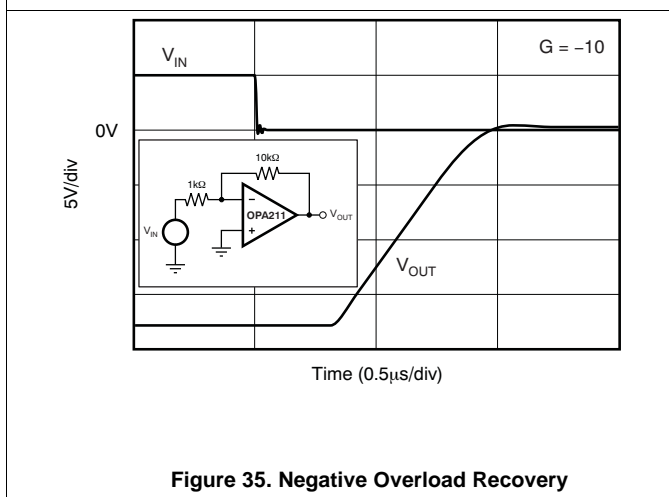 V_IN
G = −10
0V
5V/div
10kΩ
1kΩ
OPA211
−
+
V_IN
V_OUT
V_OUT
Time (0.5μs/div)
Figure 35. Negative Overload Recovery